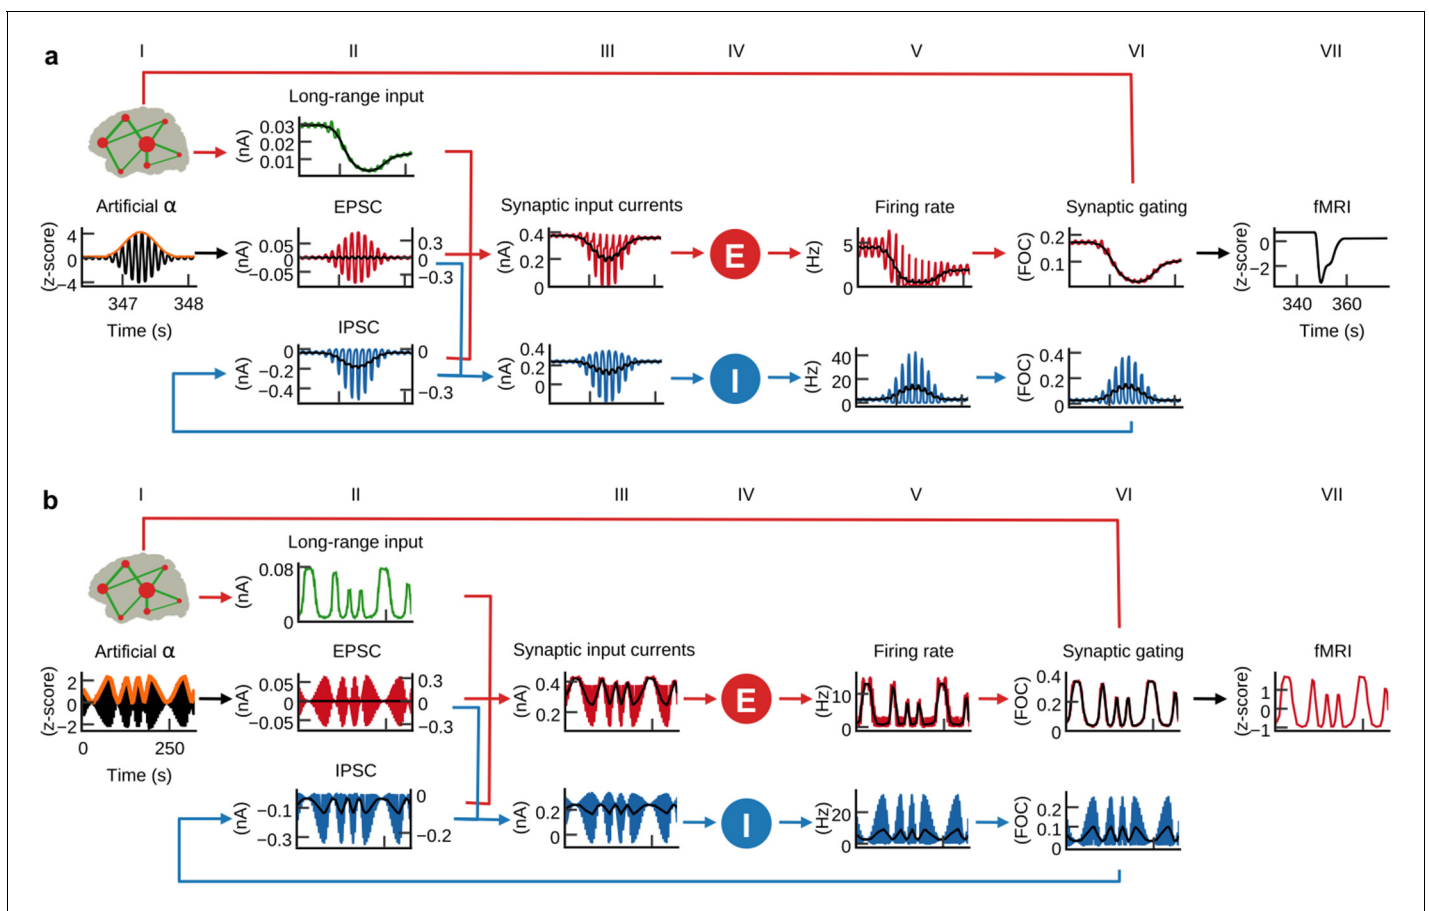 a
I II III IV V VI VII
Long-range input
(nA)
0.03
0.02
0.01
Artificial α
EPSC
Synaptic input currents
Firing rate
Synaptic gating
fMRI
(z-score)
4
0
−4
347 348
Time (s)
(nA)
0.05
0
−0.05
0.3
0
−0.3
(nA)
0.4
0.2
0
E
(Hz)
5
0
(FOC)
0.2
0.1
(z-score)
0
−2
340 360
Time (s)
IPSC
(nA)
0
−0.2
−0.4
0
−0.3
(nA)
0.4
0.2
0
I
(Hz)
40
20
0
(FOC)
0.4
0.2
0
b
I II III IV V VI VII
Long-range input
(nA)
0.08
0
Artificial α
EPSC
Synaptic input currents
Firing rate
Synaptic gating
fMRI
(z-score)
2
0
−2
0 250
Time (s)
(nA)
0.05
0
−0.05
0.3
0
−0.3
(nA)
0.4
0.2
E
(Hz)
10
0
(FOC)
0.4
0.2
0
(z-score)
1
0
−1
IPSC
(nA)
−0.1
−0.3
0
−0.2
(nA)
0.2
0
I
(Hz)
20
0
(FOC)
0.2
0.1
0